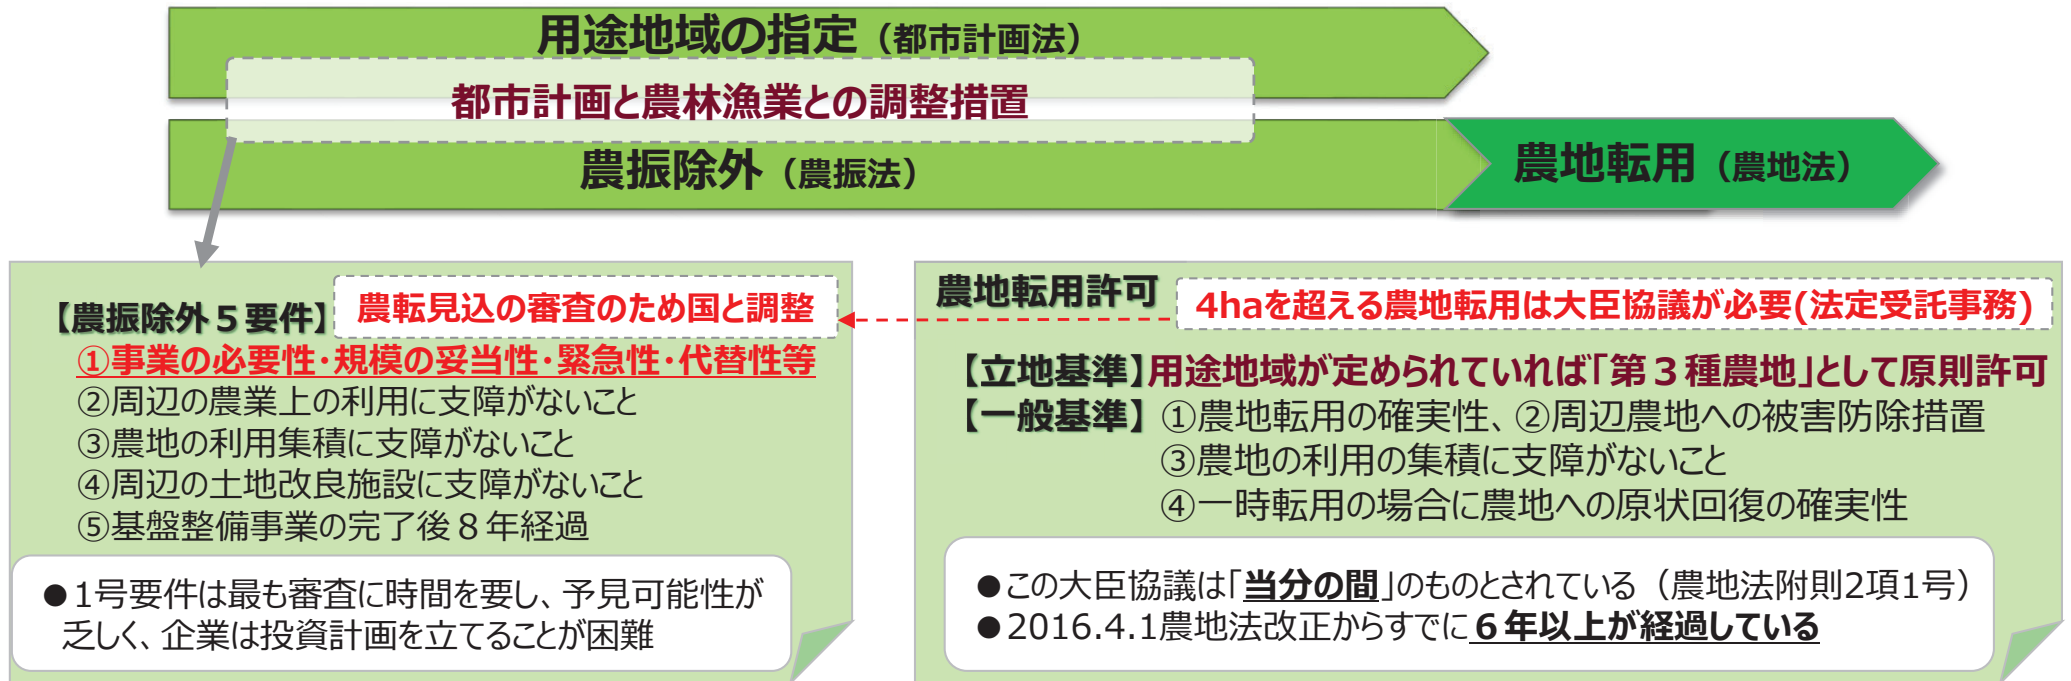 用途地域の指定（都市計画法）
都市計画と農林漁業との調整措置
農振除外（農振法）
農地転用（農地法）
【農振除外５要件】
農転見込の審査のため国と調整
①事業の必要性・規模の妥当性・緊急性・代替性等
②周辺の農業上の利用に支障がないこと
③農地の利用集積に支障がないこと
④周辺の土地改良施設に支障がないこと
⑤基盤整備事業の完了後８年経過
●1号要件は最も審査に時間を要し、予見可能性が
乏しく、企業は投資計画を立てることが困難
農地転用許可
4haを超える農地転用は大臣協議が必要(法定受託事務)
【立地基準】用途地域が定められていれば「第３種農地」として原則許可
【一般基準】①農地転用の確実性、②周辺農地への被害防除措置
③農地の利用の集積に支障がないこと
④一時転用の場合に農地への原状回復の確実性
●この大臣協議は「当分の間」のものとされている（農地法附則2項1号）
●2016.4.1農地法改正からすでに６年以上が経過している